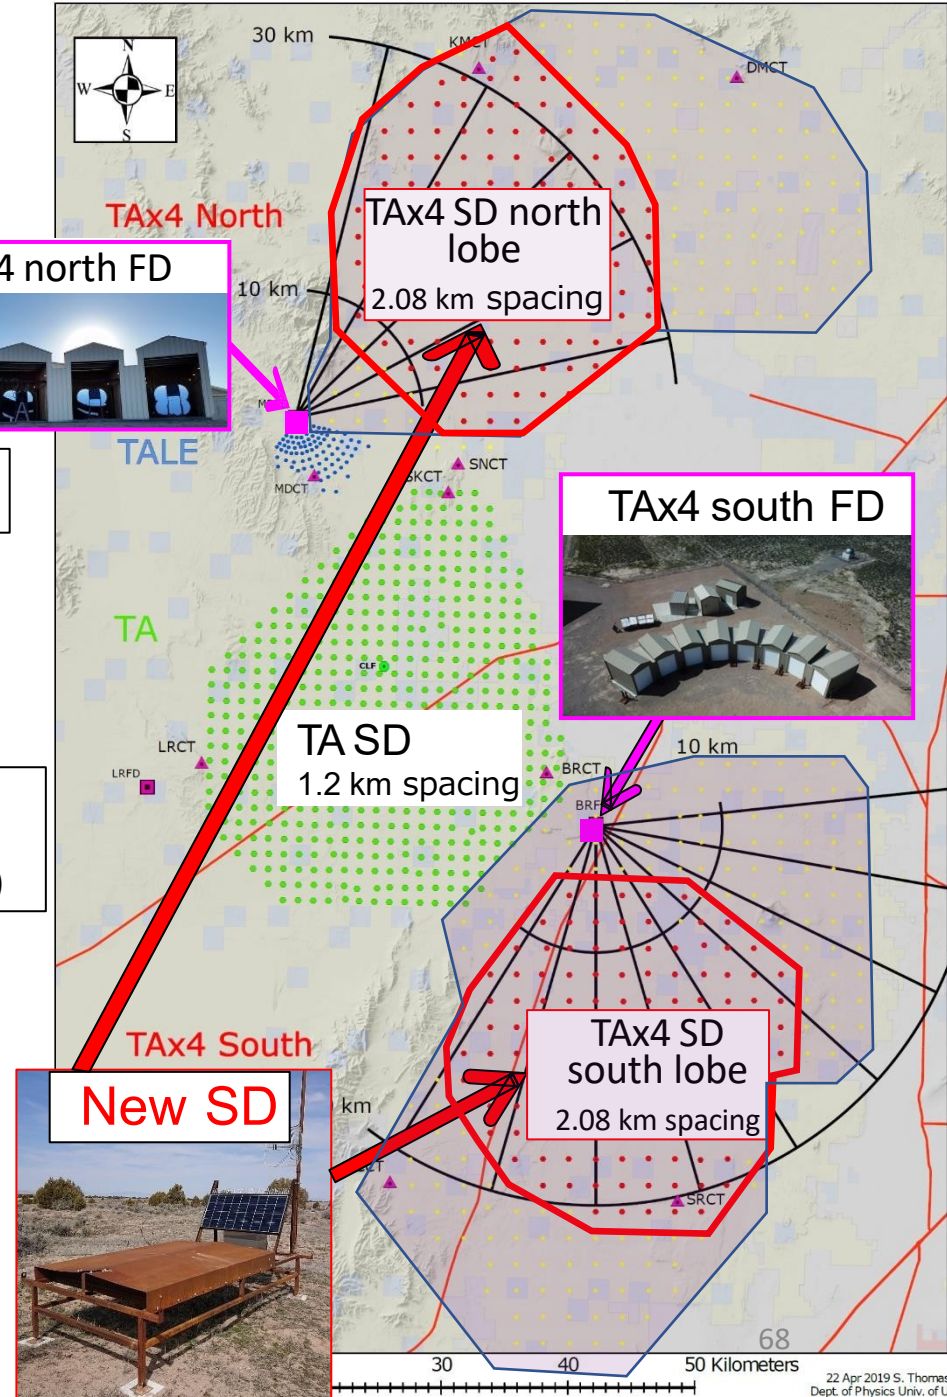 N
W E
S
30 km
KMCT
DMCT
TAx4 North
TAx4 SD north
lobe
2.08 km spacing
4 north FD
10 km
TALE
MDCT
SKCT
SNCT
TAx4 south FD
TA
CLF
TA SD
1.2 km spacing
LRCT
LRFD
BRCT
10 km
BRF
)
TAx4 South
TAx4 SD
south lobe
2.08 km spacing
New SD
km
CT
SRCT
68
30 40 50 Kilometers
22 Apr 2019 S. Thomas
Dept. of Physics Univ. of U